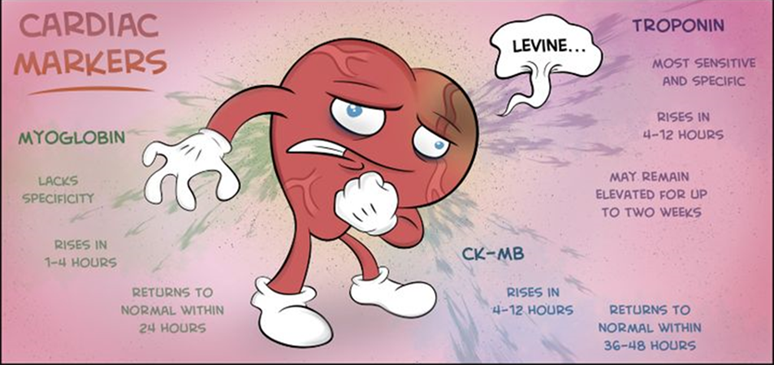 CARDIAC
MARKERS
MYOGLOBIN
LACKS
SPECIFICITY
RISES IN
1-4 HOURS
RETURNS TO
NORMAL WITHIN
24 HOURS
LEVINE...
TROPONIN
MOST SENSITIVE
AND SPECIFIC
RISES IN
4-12 HOURS
MAY REMAIN
ELEVATED FOR UP
TO TWO WEEKS
CK-MB
RISES IN
4-12 HOURS
RETURNS TO
NORMAL WITHIN
36-48 HOURS